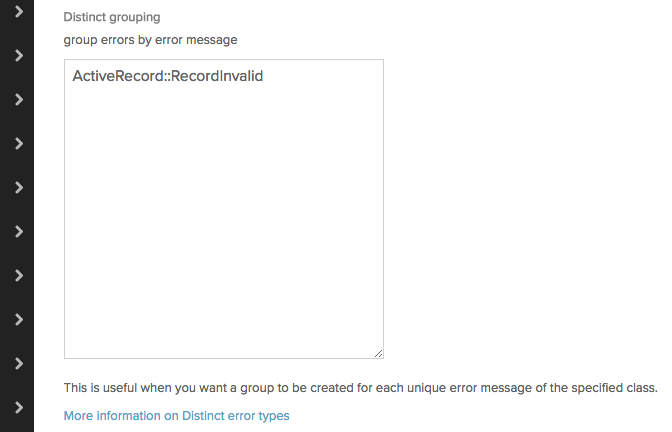 Distinct grouping
group errors by error message
ActiveRecord::RecordInvalid
This is useful when you want a group to be created for each unique error message of the specified class.
More information on Distinct error types